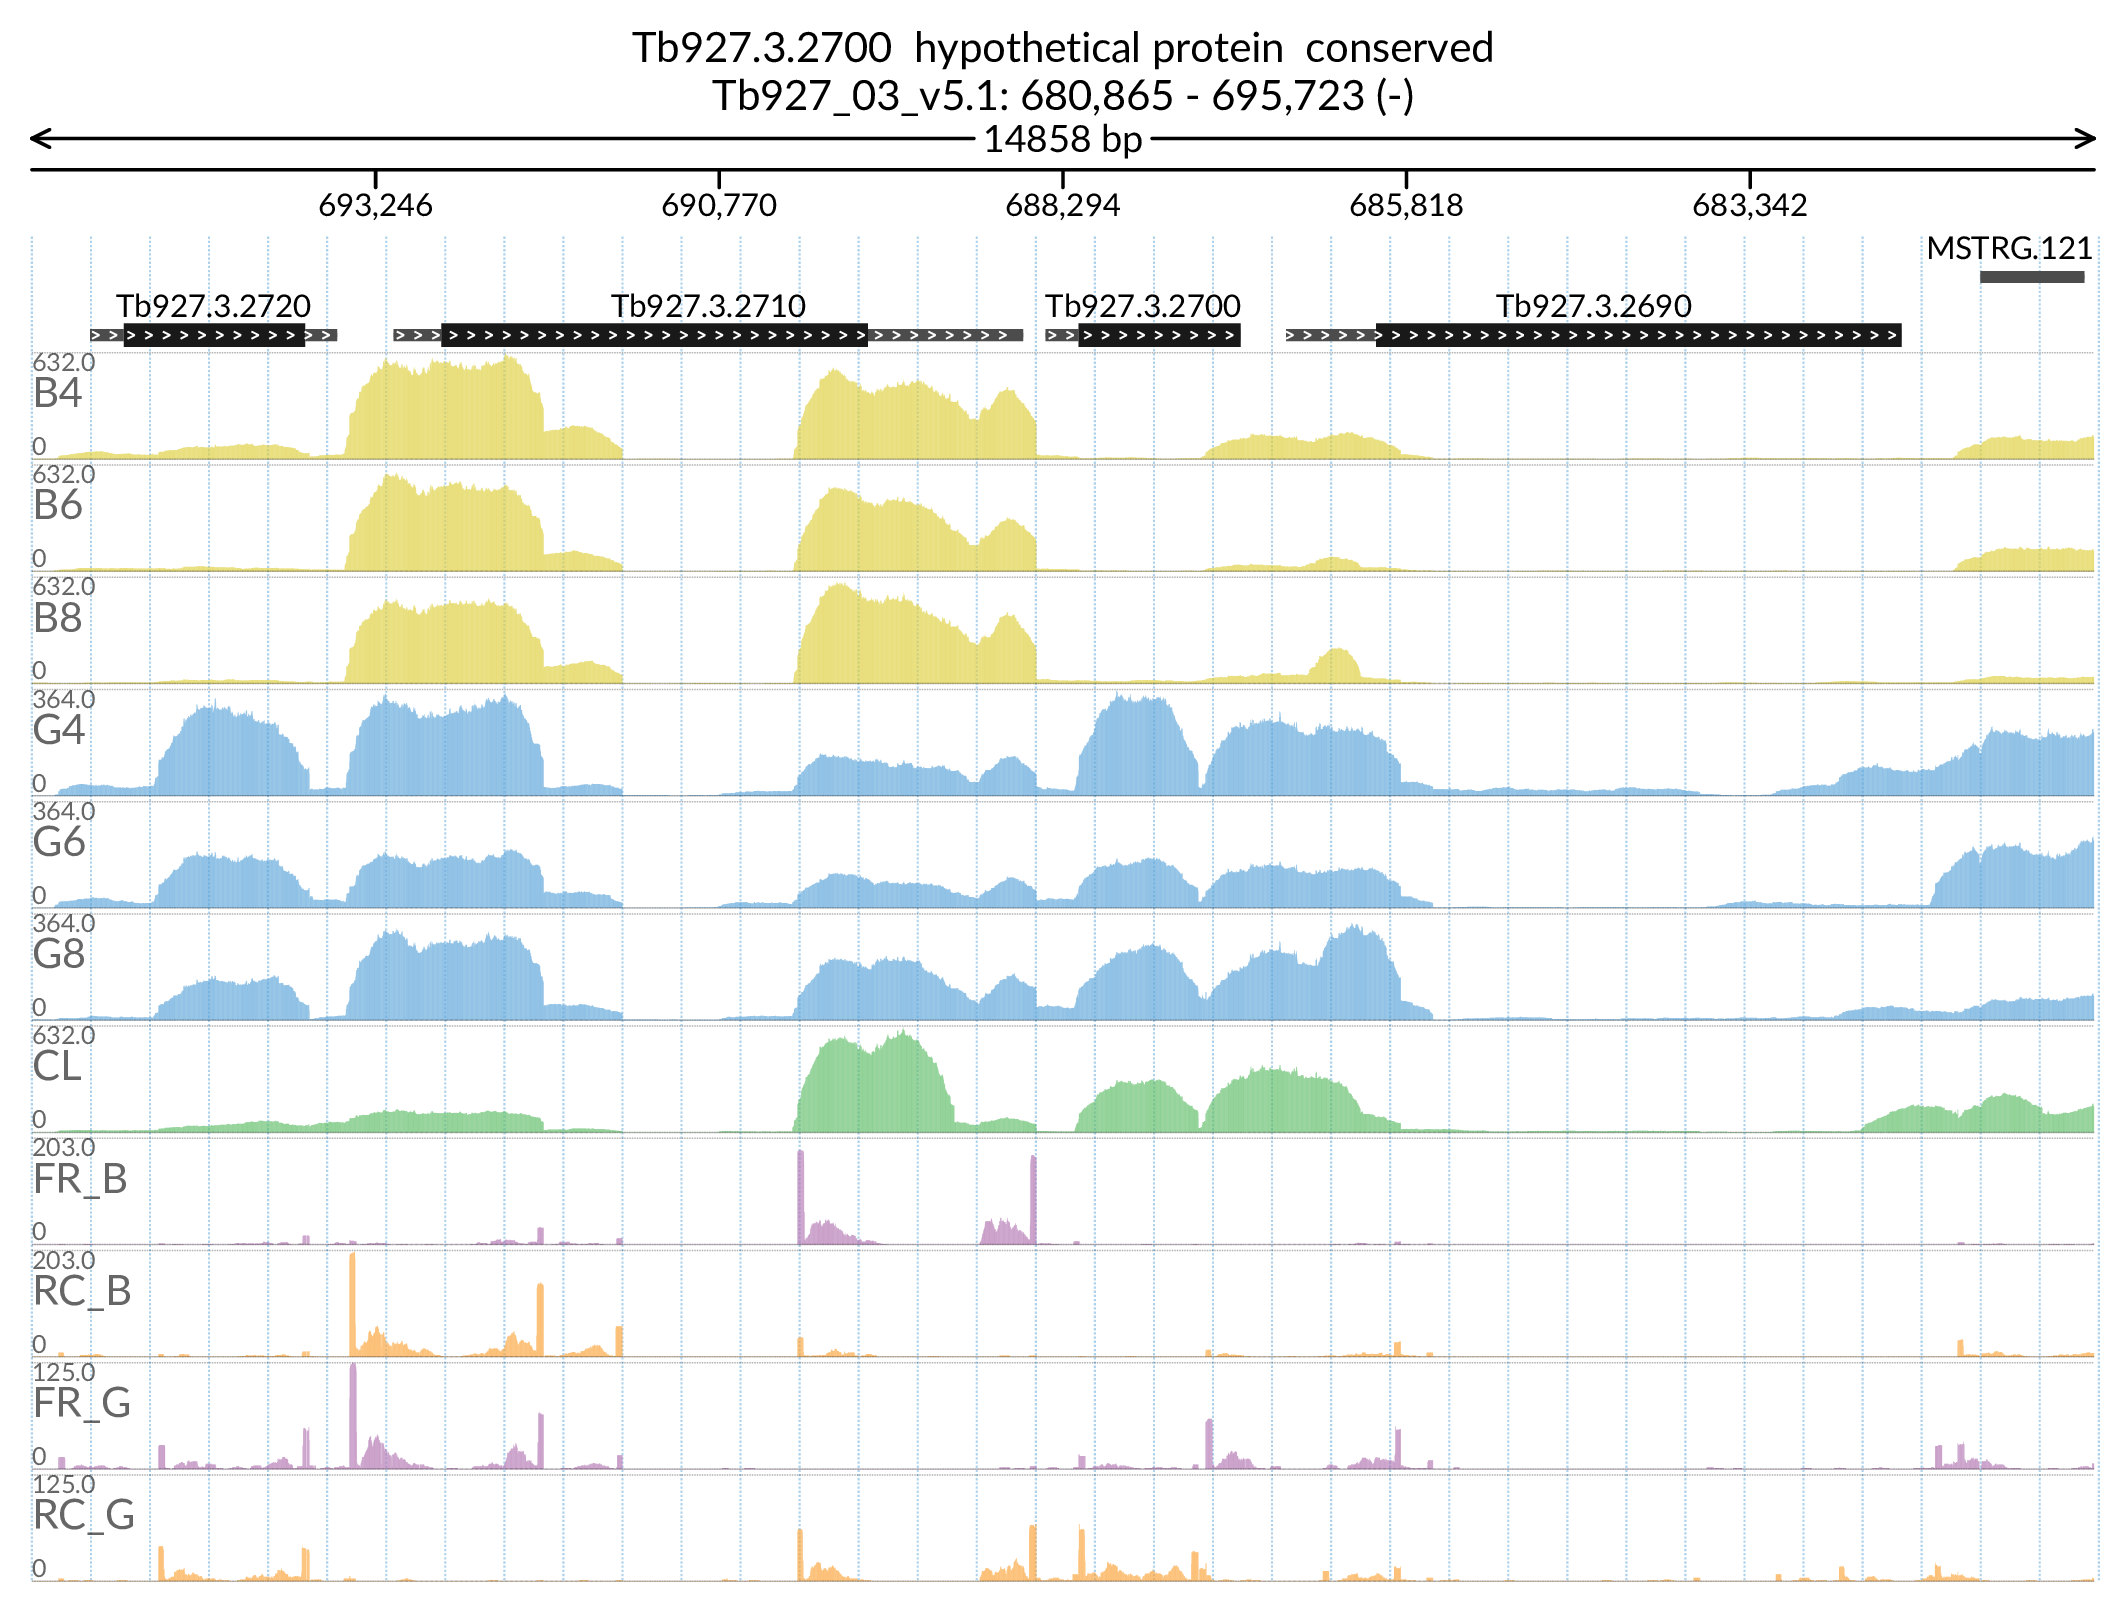 Tb927.3.2700 hypothetical protein conserved
Tb927_03_v5.1: 680,865 - 695,723 (-)
14858 bp
693,246 690,770 688,294 685,818 683,342
MSTRG.121
Tb927.3.2720 Tb927.3.2710 Tb927.3.2700 Tb927.3.2690
632.0
B4
0
632.0
B6
0
632.0
B8
0
364.0
G4
0
364.0
G6
0
364.0
G8
0
632.0
CL
0
203.0
FR_B
0
203.0
RC_B
0
125.0
FR_G
0
125.0
RC_G
0